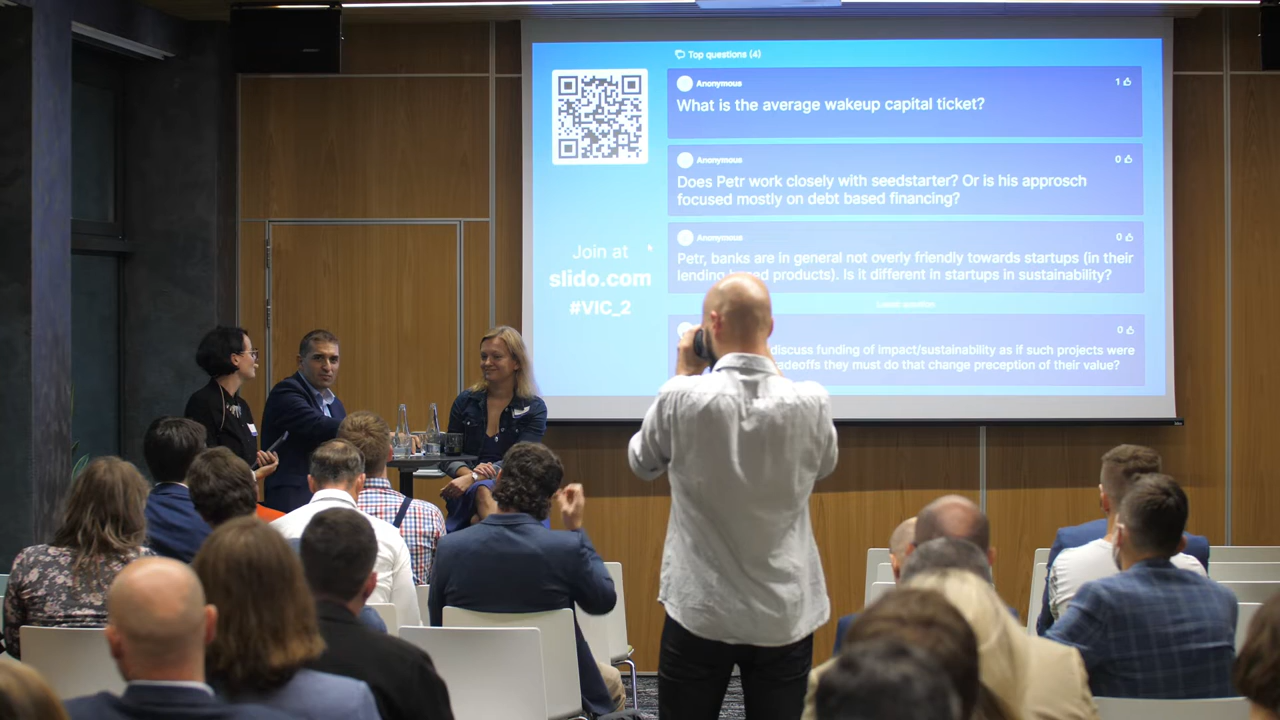 Top questions (4)
Anonymous
1
What is the average wakeup capital ticket?
Anonymous
0
Does Petr work closely with seedstarter? Or is his approsch
focused mostly on debt based financing?
Anonymous
0
Petr, banks are in general not overly friendly towards startups (in their
lending based products). Is it different in startups in sustainability?
0
discuss funding of impact/sustainability as if such projects were
tradeoffs they must do that change preception of their value?
Join at
slido.com
#VIC_2